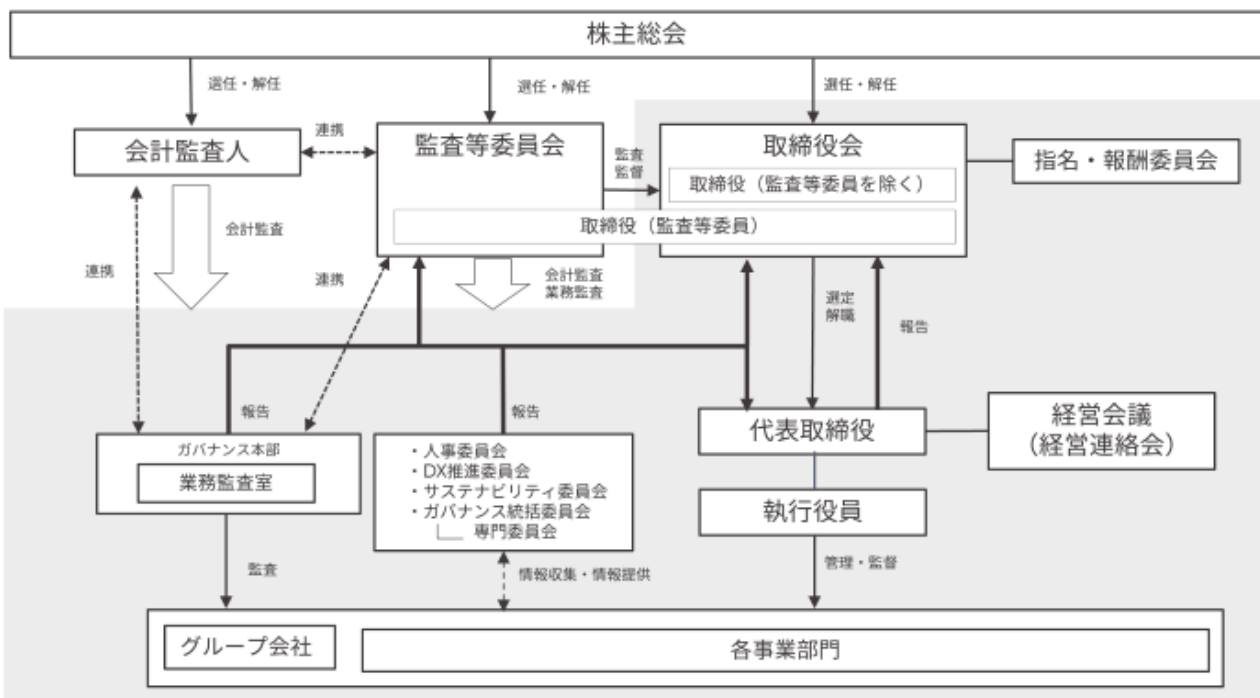 株主総会
選任・解任
選任・解任
選任・解任
会計監査人
連携
監査等委員会
監査
監督
取締役会
指名・報酬委員会
取締役（監査等委員を除く）
取締役（監査等委員）
会計監査
連携
連携
会計監査
業務監査
選定
解職
報告
報告
報告
代表取締役
経営会議
（経営連絡会）
ガバナンス本部
業務監査室
・人事委員会
・DX推進委員会
・サステナビリティ委員会
・ガバナンス統括委員会
専門委員会
執行役員
監査
情報収集・情報提供
管理・監督
グループ会社
各事業部門